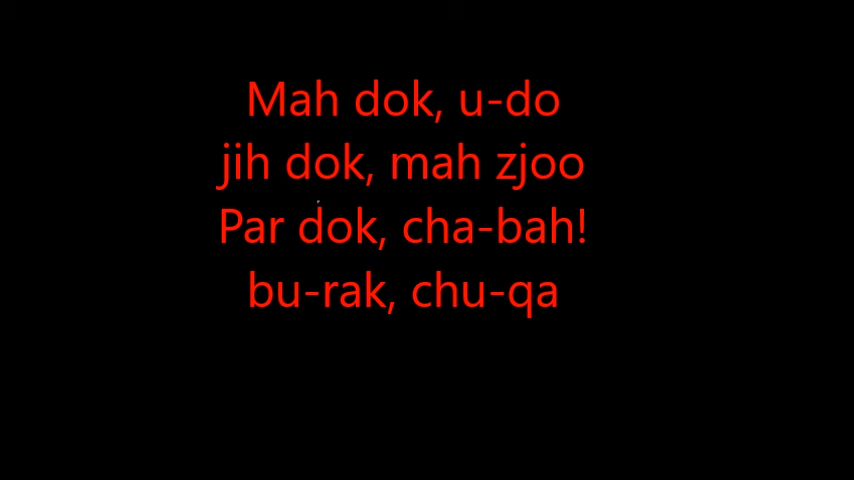 Mah dok, u-do
jih dok, mah zjoo
Par dok, cha-bah!
bu-rak, chu-qa